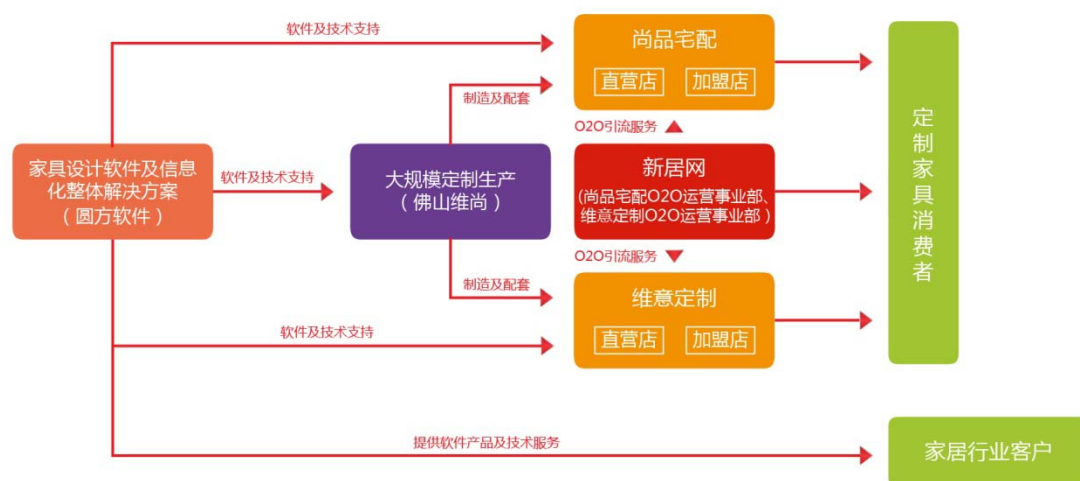 软件及技术支持
尚品宅配
直营店
加盟店
制造及配套
O2O引流服务
家具设计软件及信息
化整体解决方案
（圆方软件）
软件及技术支持
大规模定制生产
（佛山维尚）
新居网
(尚品宅配O2O运营事业部、
维意定制O2O运营事业部）
定制家具消费者
O2O引流服务
制造及配套
维意定制
直营店
加盟店
软件及技术支持
提供软件产品及技术服务
家居行业客户